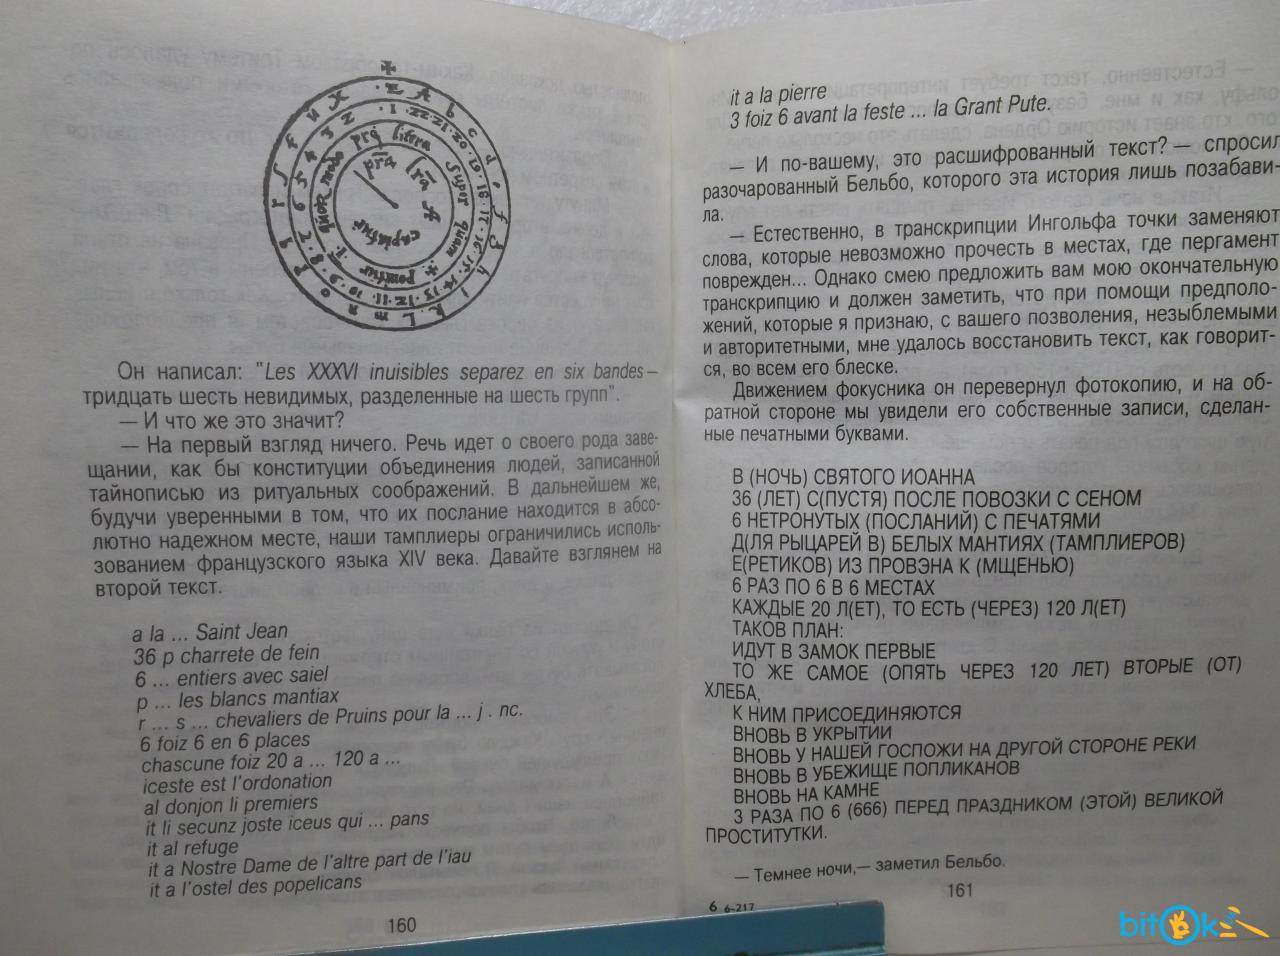 Он написал: "Les XXXVI inuisibles separez en six bandes –
тридцать шесть невидимых, разделенные на шесть групп".
— И что же это значит?
— На первый взгляд ничего. Речь идет о своего рода заве-
щании, как бы конституции объединения людей, записанной
тайнописью из ритуальных соображений. В дальнейшем же,
будучи уверенными в том, что их послание находится в абсо-
лютно надежном месте, наши тамплиеры ограничились исполь-
зованием французского языка XIV века. Давайте взглянем на
второй текст.
a la ... Saint Jean
36 p charrete de fein
6 ... entiers avec saiel
p ... les blancs mantiax
r ... s ... chevaliers de Pruins pour la ... j . nc.
6 foiz 6 en 6 places
chascune foiz 20 a ... 120 a ...
iceste est l'ordonation
al donjon li premiers
it li secunz joste iceus qui ... pans
it al refuge
it a Nostre Dame de l'altre part de l'iau
it a l'ostel des popelicans
160
it a la pierre
3 foiz 6 avant la feste ... la Grant Pute.
— И по-вашему, это расшифрованный текст? — спросил
разочарованный Бельбо, которого эта история лишь позабави-
ла.
— Естественно, в транскрипции Ингольфа точки заменяют
слова, которые невозможно прочесть в местах, где пергамент
поврежден... Однако смею предложить вам мою окончательную
транскрипцию и должен заметить, что при помощи предполо-
жений, которые я признаю, с вашего позволения, незыблемыми
и авторитетными, мне удалось восстановить текст, как говорит-
ся, во всем его блеске.
Движением фокусника он перевернул фотокопию, и на об-
ратной стороне мы увидели его собственные записи, сделан-
ные печатными буквами.
В (НОЧЬ) СВЯТОГО ИОАННА
36 (ЛЕТ) С(ПУСТЯ) ПОСЛЕ ПОВОЗКИ С СЕНОМ
6 НЕТРОНУТЫХ (ПОСЛАНИЙ) С ПЕЧАТЯМИ
Д(ЛЯ РЫЦАРЕЙ В) БЕЛЫХ МАНТИЯХ (ТАМПЛИЕРОВ)
Е(РЕТИКОВ) ИЗ ПРОВЭНА К (МЩЕНЬЮ)
6 РАЗ ПО 6 В 6 МЕСТАХ
КАЖДЫЕ 20 Л(ЕТ), ТО ЕСТЬ (ЧЕРЕЗ) 120 Л(ЕТ)
ТАКОВ ПЛАН:
ИДУТ В ЗАМОК ПЕРВЫЕ
ТО ЖЕ САМОЕ (ОПЯТЬ ЧЕРЕЗ 120 ЛЕТ) ВТОРЫЕ (ОТ)
ХЛЕБА,
К НИМ ПРИСОЕДИНЯЮТСЯ
ВНОВЬ В УКРЫТИИ
ВНОВЬ У НАШЕЙ ГОСПОЖИ НА ДРУГОЙ СТОРОНЕ РЕКИ
ВНОВЬ В УБЕЖИЩЕ ПОПЛИКАНОВ
ВНОВЬ НА КАМНЕ
3 РАЗА ПО 6 (666) ПЕРЕД ПРАЗДНИКОМ (ЭТОЙ) ВЕЛИКОЙ
ПРОСТИТУТКИ.
— Темнее ночи,— заметил Бельбо.
6 6-217
161
bitOk